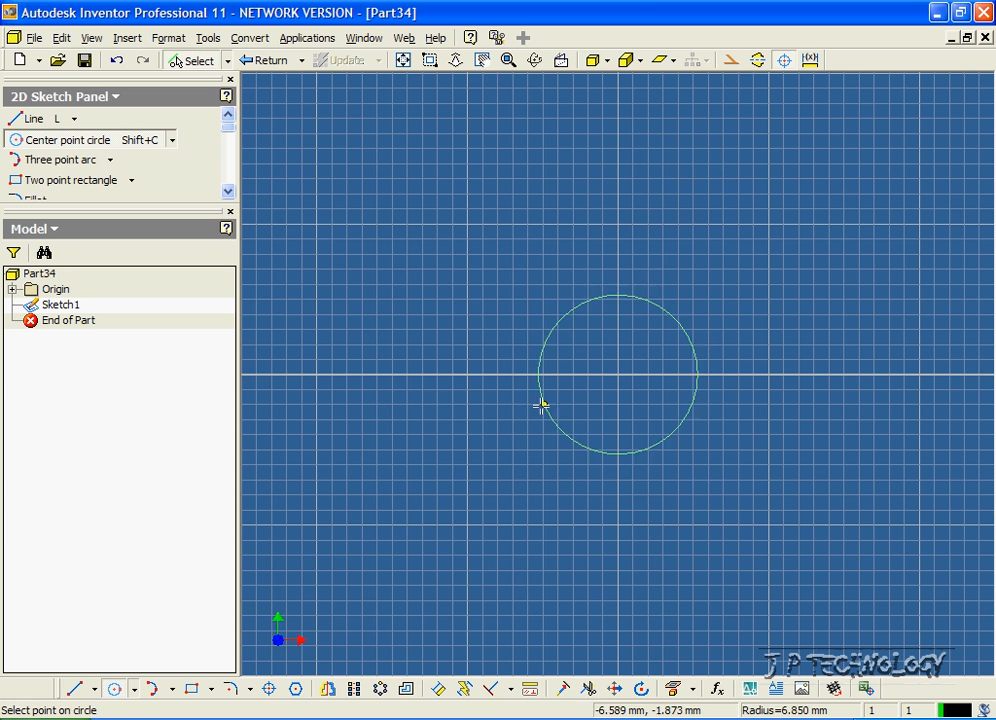 Autodesk Inventor Professional 11 - NETWORK VERSION - [Part34]
File Edit View Insert Format Tools Convert Applications Window Web Help
Select Return Update
2D Sketch Panel
Line L
Center point circle Shift+C
Three point arc
Two point rectangle
Fillet
Model
Part34
Origin
Sketch1
End of Part
J P TECHNOLOGY
Select point on circle -6.589 mm, -1.873 mm Radius=6.850 mm 1 1